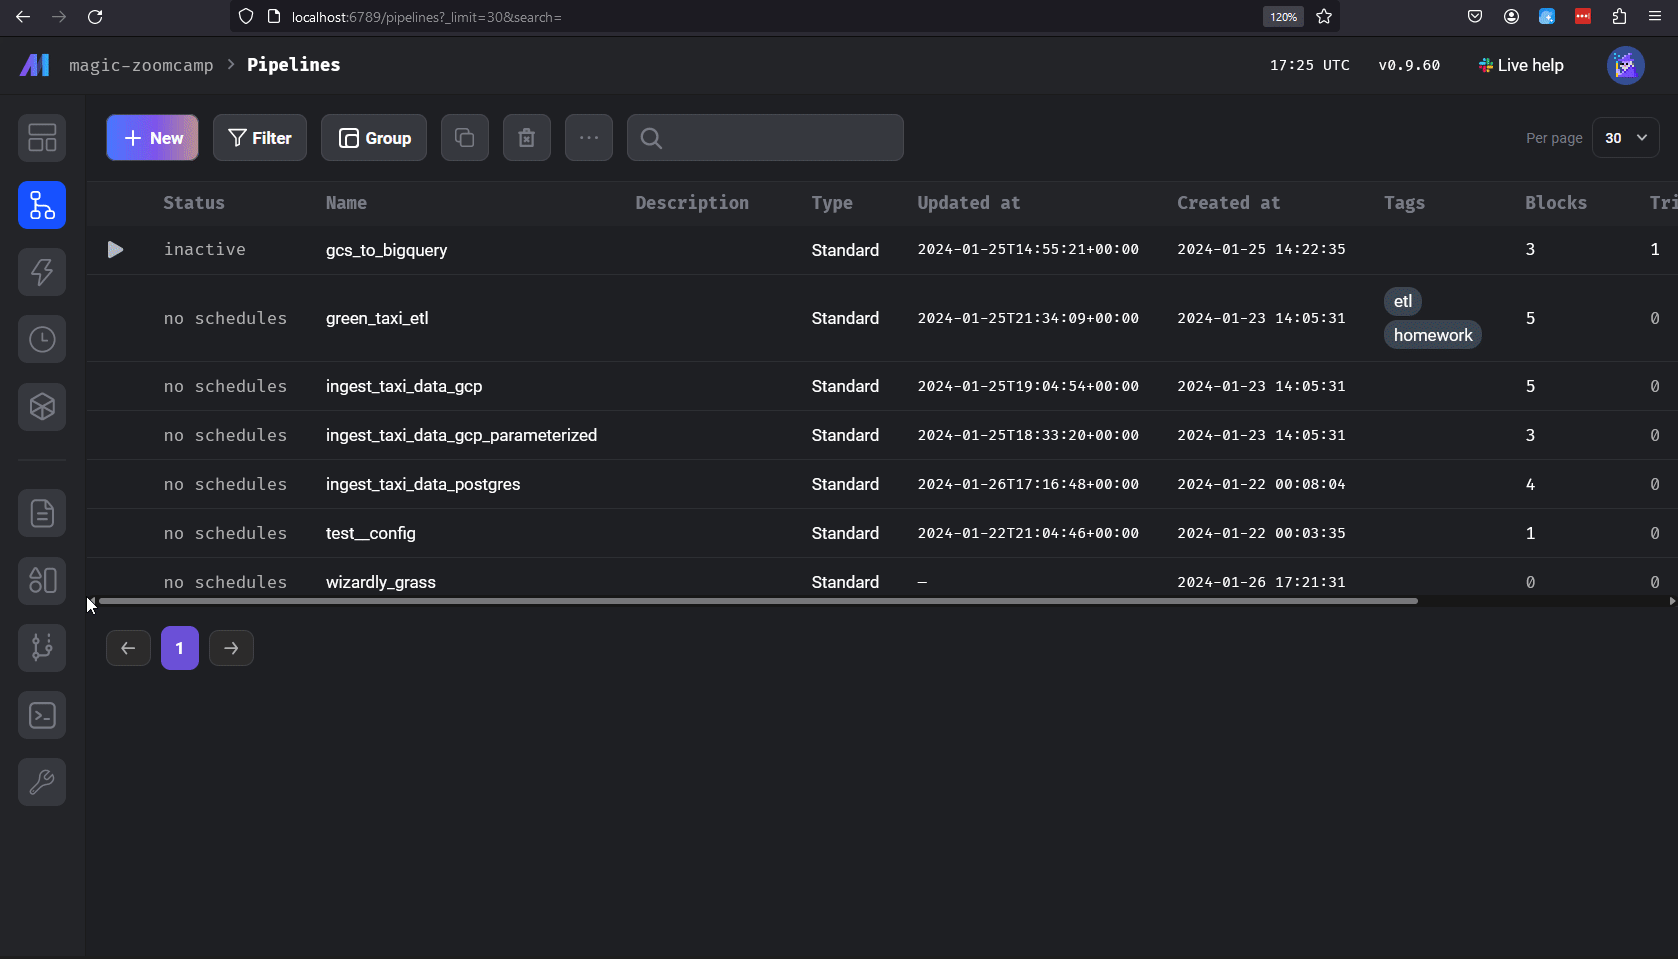 localhost:6789/pipelines?_limit=30&search=
120%
magic-zoomcamp > Pipelines
17:25 UTC
v0.9.60
Live help
+ New
Filter
Group
Per page
30
Status Name Description Type Updated at Created at Tags Blocks Tri
inactive gcs_to_bigquery Standard 2024-01-25T14:55:21+00:00 2024-01-25 14:22:35 3 1
no schedules green_taxi_etl Standard 2024-01-25T21:34:09+00:00 2024-01-23 14:05:31 etl homework 5 0
no schedules ingest_taxi_data_gcp Standard 2024-01-25T19:04:54+00:00 2024-01-23 14:05:31 5 0
no schedules ingest_taxi_data_gcp_parameterized Standard 2024-01-25T18:33:20+00:00 2024-01-23 14:05:31 3 0
no schedules ingest_taxi_data_postgres Standard 2024-01-26T17:16:48+00:00 2024-01-22 00:08:04 4 0
no schedules test__config Standard 2024-01-22T21:04:46+00:00 2024-01-22 00:03:35 1 0
no schedules wizardly_grass Standard — 2024-01-26 17:21:31 0 0
← 1 →